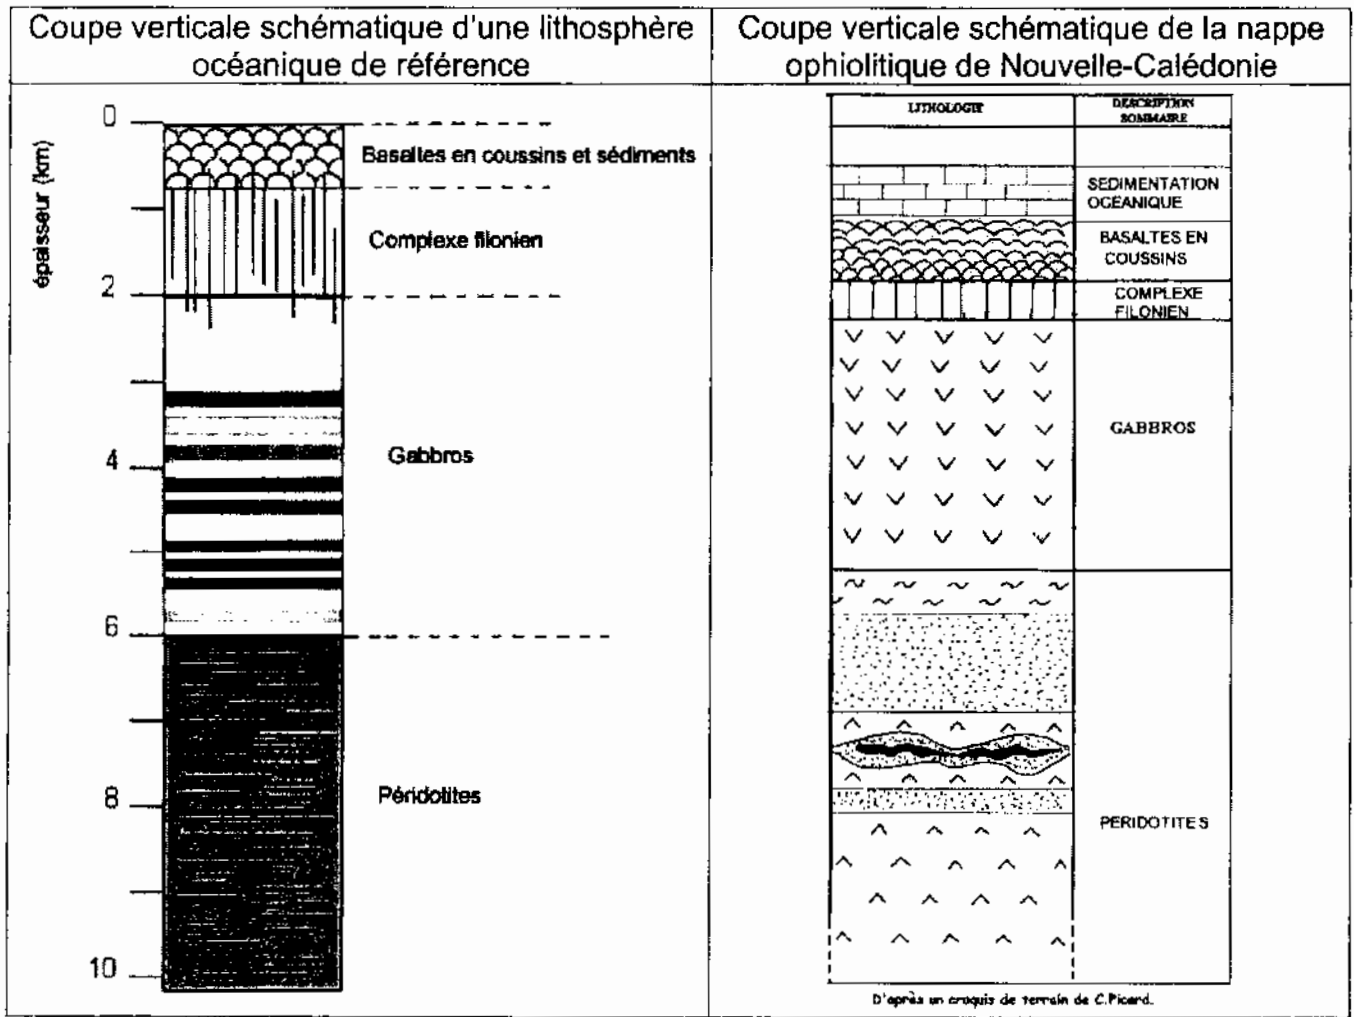 Coupe verticale schématique d'une lithosphère
océanique de référence
Coupe verticale schématique de la nappe
ophiolitique de Nouvelle-Calédonie
épaisseur (km)
0
2
4
6
8
10
Basaltes en coussins et sédiments
Complexe filonien
Gabbros
Péridotites
LITHOLOGIE
DESCRIPTION
SOMMAIRE
SEDIMENTATION
OCÉANIQUE
BASALTES EN
COUSSINS
COMPLEXE
FILONIEN
GABBROS
PERIDOTITES
D'après un croquis de terrain de C.Picard.